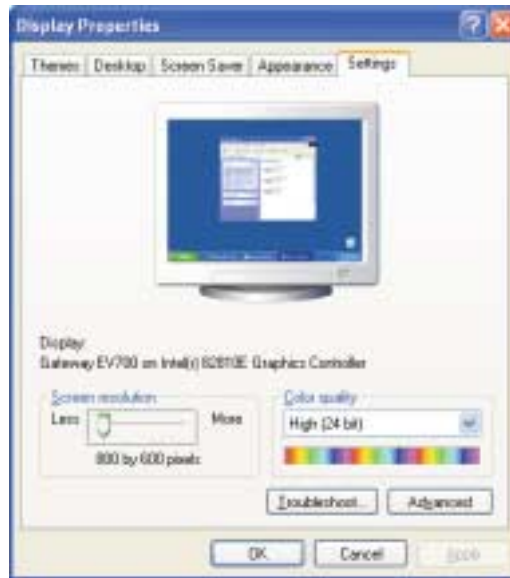 Display Properties
Themes Desktop Screen Saver Appearance Settings
Display:
Gateway EV700 on Intel(r) 82810E Graphics Controller
Screen resolution
Less More
800 by 600 pixels
Color quality
High (24 bit)
Troubleshoot... Advanced
OK Cancel Apply